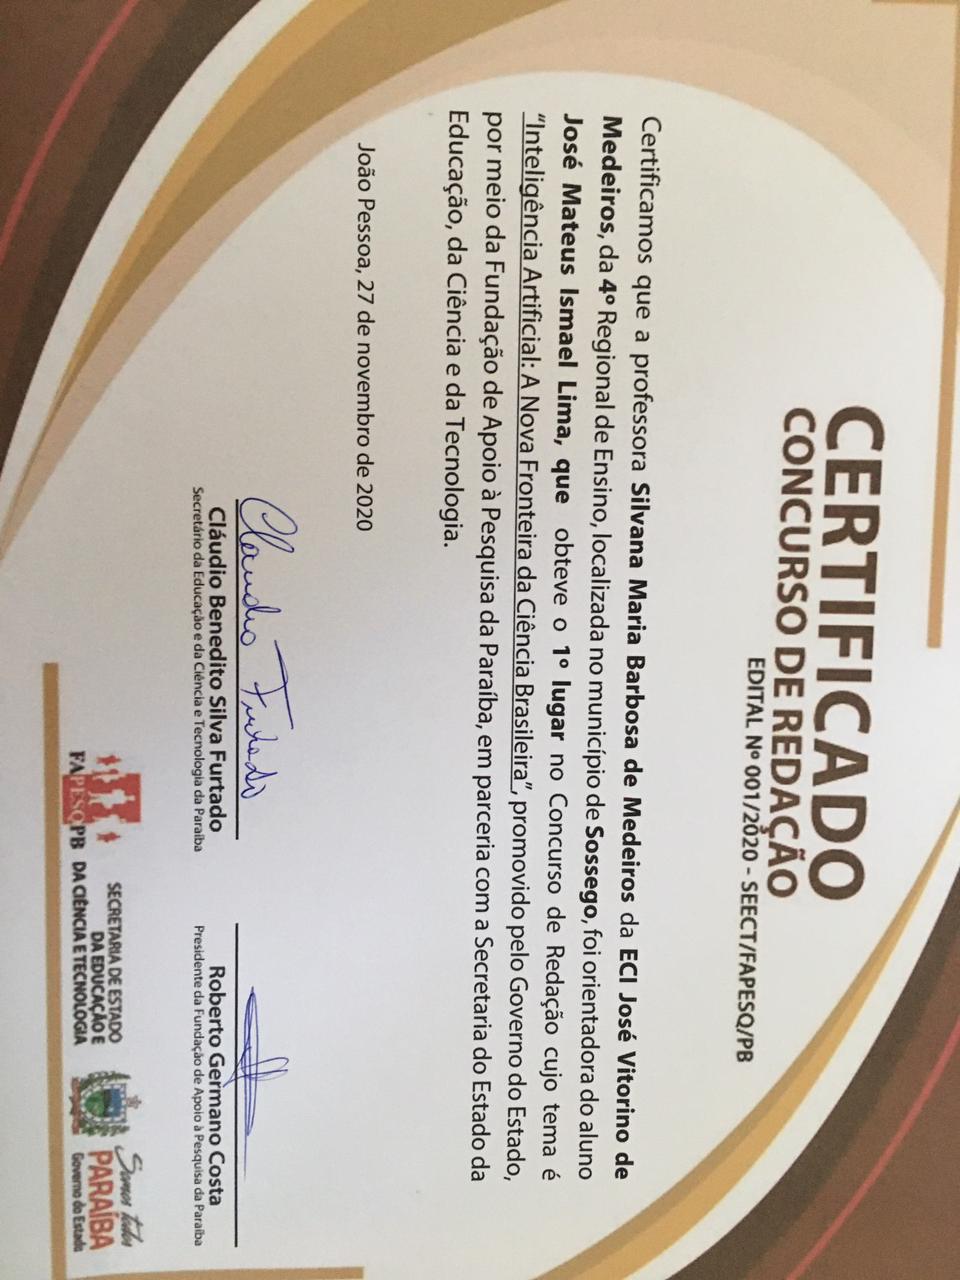 CERTIFICADO
CONCURSO DE REDAÇÃO
EDITAL Nº 001/2020 - SEECT/FAPESQ/PB
Certificamos que a professora Silvana Maria Barbosa de Medeiros da ECI José Vitorino de
Medeiros, da 4º Regional de Ensino, localizada no município de Sossego, foi orientadora do aluno
José Mateus Ismael Lima, que obteve o 1º lugar no Concurso de Redação cujo tema é
“Inteligência Artificial: A Nova Fronteira da Ciência Brasileira”, promovido pelo Governo do Estado,
por meio da Fundação de Apoio à Pesquisa da Paraíba, em parceria com a Secretaria do Estado da
Educação, da Ciência e da Tecnologia.
João Pessoa, 27 de novembro de 2020
Claudio Furtado
Cláudio Benedito Silva Furtado
Secretário da Educação e da Ciência e Tecnologia da Paraíba
Roberto Germano Costa
Presidente da Fundação de Apoio à Pesquisa da Paraíba
FAPESQPB
SECRETARIA DE ESTADO
DA EDUCAÇÃO E
DA CIÊNCIA E TECNOLOGIA
Somos todos
PARAÍBA
Governo do Estado